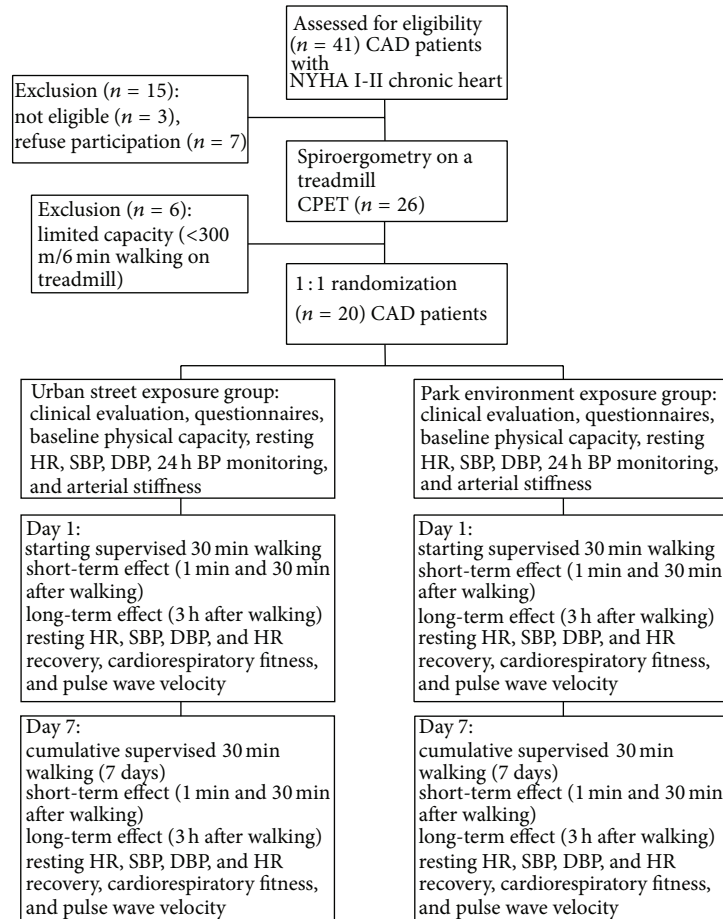 Assessed for eligibility
(n = 41) CAD patients
with
NYHA I-II chronic heart
Exclusion (n = 15):
not eligible (n = 3),
refuse participation (n = 7)
Spiroergometry on a
treadmill
CPET (n = 26)
Exclusion (n = 6):
limited capacity (<300
m/6 min walking on
treadmill)
1 : 1 randomization
(n = 20) CAD patients
Urban street exposure group:
clinical evaluation, questionnaires,
baseline physical capacity, resting
HR, SBP, DBP, 24 h BP monitoring,
and arterial stiffness
Park environment exposure group:
clinical evaluation, questionnaires,
baseline physical capacity, resting
HR, SBP, DBP, 24 h BP monitoring,
and arterial stiffness
Day 1:
starting supervised 30 min walking
short-term effect (1 min and 30 min
after walking)
long-term effect (3 h after walking)
resting HR, SBP, DBP, and HR
recovery, cardiorespiratory fitness,
and pulse wave velocity
Day 1:
starting supervised 30 min walking
short-term effect (1 min and 30 min
after walking)
long-term effect (3 h after walking)
resting HR, SBP, DBP, and HR
recovery, cardiorespiratory fitness,
and pulse wave velocity
Day 7:
cumulative supervised 30 min
walking (7 days)
short-term effect (1 min and 30 min
after walking)
long-term effect (3 h after walking)
resting HR, SBP, DBP, and HR
recovery, cardiorespiratory fitness,
and pulse wave velocity
Day 7:
cumulative supervised 30 min
walking (7 days)
short-term effect (1 min and 30 min
after walking)
long-term effect (3 h after walking)
resting HR, SBP, DBP, and HR
recovery, cardiorespiratory fitness,
and pulse wave velocity